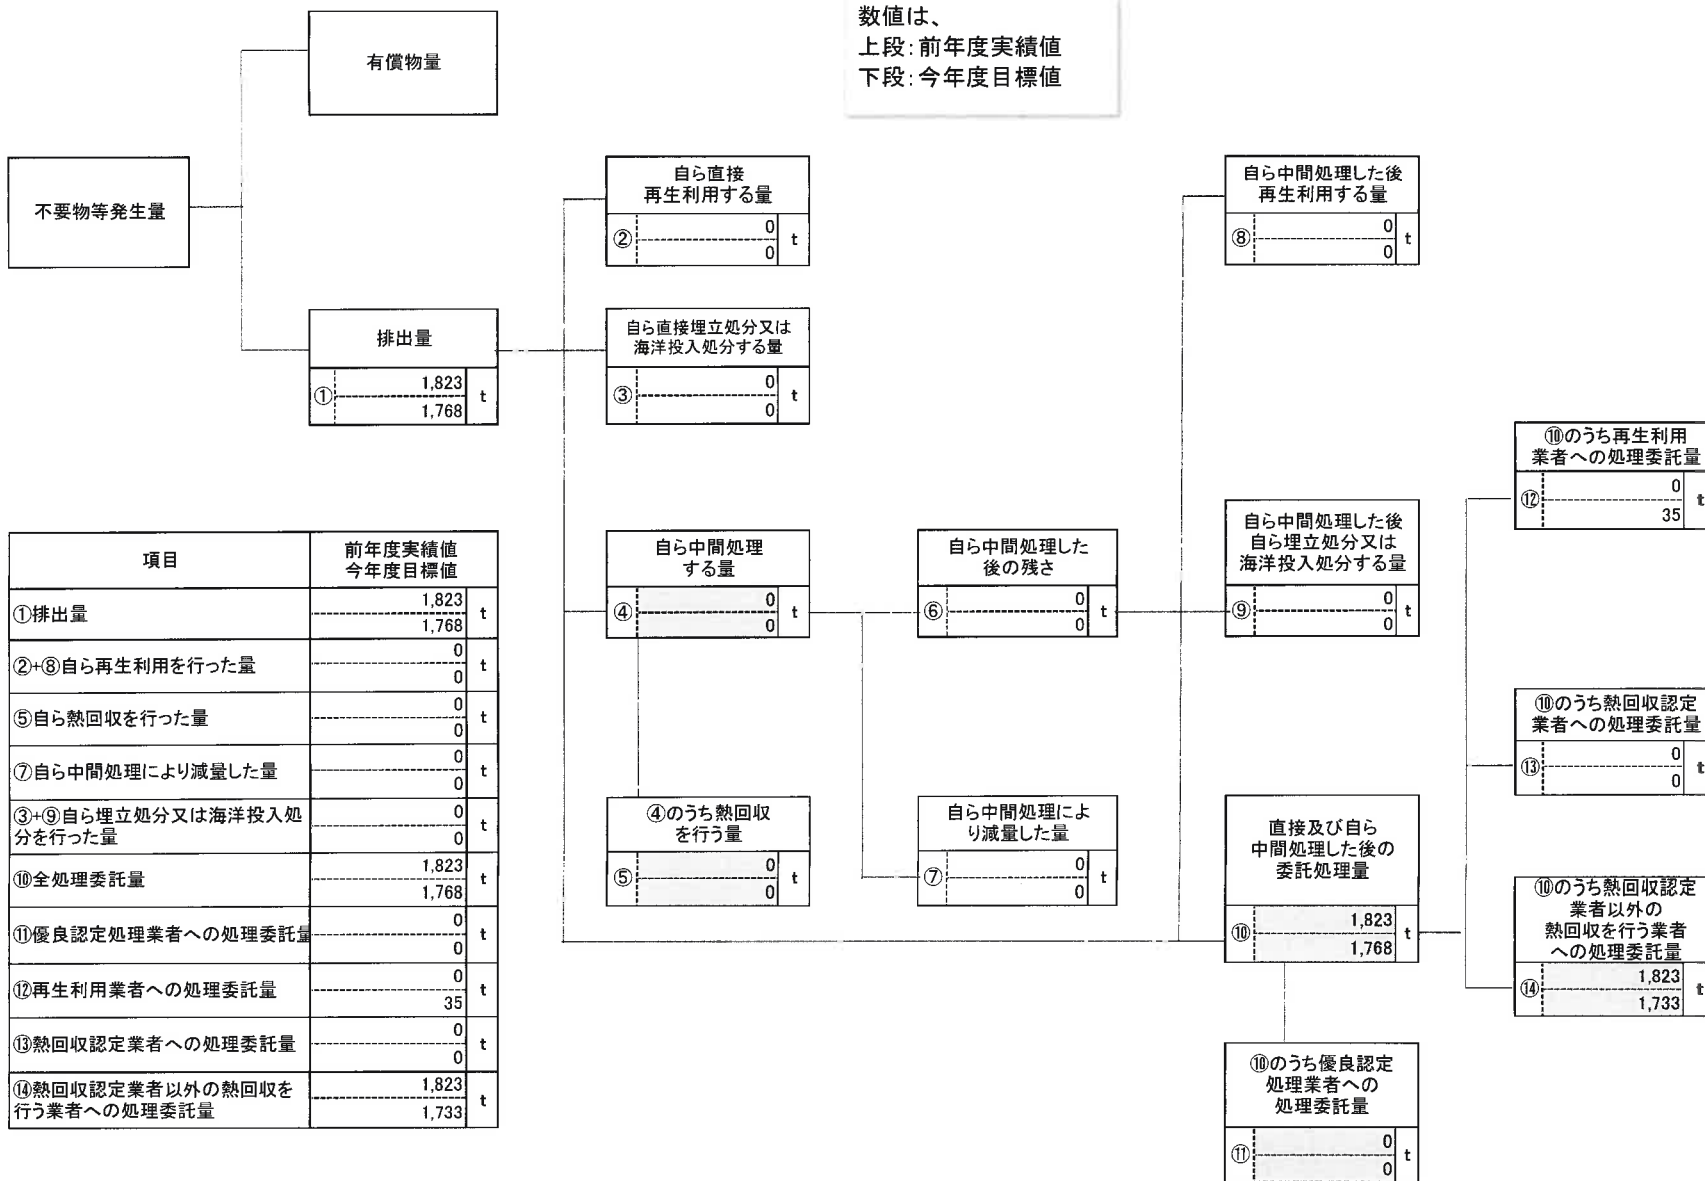 数値は、
上段：前年度実績値
下段：今年度目標値
有償物量
不要物等発生量
排出量
①
1,823
1,768
t
自ら直接
再生利用する量
②
0
0
t
自ら直接埋立処分又は
海洋投入処分する量
③
0
0
t
自ら中間処理
する量
④
0
0
t
④のうち熱回収
を行う量
⑤
0
0
t
自ら中間処理した
後の残さ
⑥
0
0
t
自ら中間処理によ
り減量した量
⑦
0
0
t
自ら中間処理した後
再生利用する量
⑧
0
0
t
自ら中間処理した後
自ら埋立処分又は
海洋投入処分する量
⑨
0
0
t
直接及び自ら
中間処理した後の
委託処理量
⑩
1,823
1,768
t
⑩のうち優良認定
処理業者への
処理委託量
⑪
0
0
t
⑩のうち再生利用
業者への処理委託量
⑫
0
35
t
⑩のうち熱回収認定
業者への処理委託量
⑬
0
0
t
⑩のうち熱回収認定
業者以外の
熱回収を行う業者
への処理委託量
⑭
1,823
1,733
t
項目
前年度実績値
今年度目標値
①排出量
1,823
1,768
t
②+⑧自ら再生利用を行った量
0
0
t
⑤自ら熱回収を行った量
0
0
t
⑦自ら中間処理により減量した量
0
0
t
③+⑨自ら埋立処分又は海洋投入処
分を行った量
0
0
t
⑩全処理委託量
1,823
1,768
t
⑪優良認定処理業者への処理委託量
0
0
t
⑫再生利用業者への処理委託量
0
35
t
⑬熱回収認定業者への処理委託量
0
0
t
⑭熱回収認定業者以外の熱回収を
行う業者への処理委託量
1,823
1,733
t